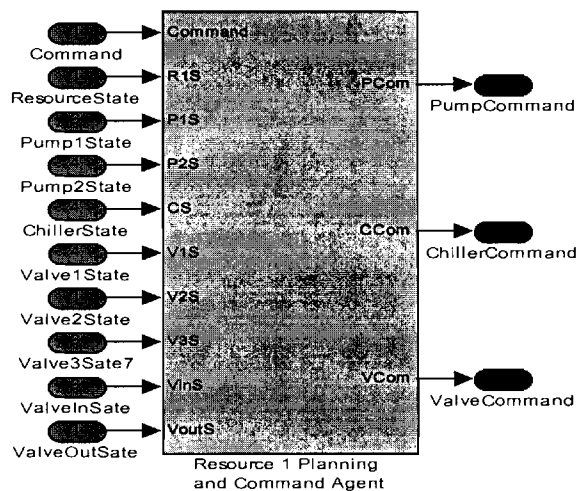 Command
Command
R1S
ResourceState
PCom
PumpCommand
P1S
Pump1State
P2S
Pump2State
CS
ChillerState
CCom
ChillerCommand
V1S
Valve1State
V2S
Valve2State
V3S
Valve3Sate7
VCom
ValveCommand
VInS
ValveInSate
VoutS
ValveOutSate
Resource 1 Planning
and Command Agent